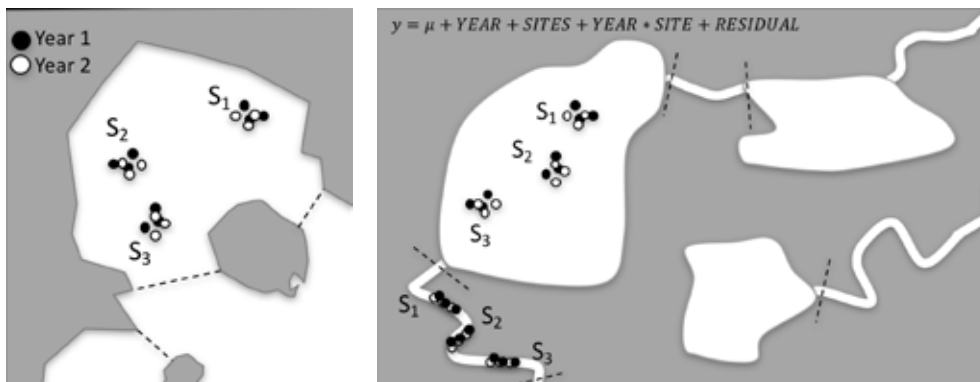 Year 1
Year 2
S₁
S₂
S₃
y = μ + YEAR + SITES + YEAR * SITE + RESIDUAL
S₁
S₂
S₃
S₁
S₂
S₃